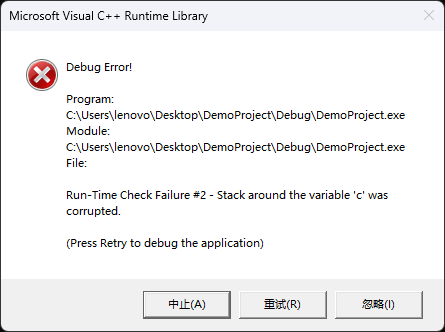 Microsoft Visual C++ Runtime Library
Debug Error!
Program:
C:\Users\lenovo\Desktop\DemoProject\Debug\DemoProject.exe
Module:
C:\Users\lenovo\Desktop\DemoProject\Debug\DemoProject.exe
File:
Run-Time Check Failure #2 - Stack around the variable 'c' was
corrupted.
(Press Retry to debug the application)
中止(A)
重试(R)
忽略(I)